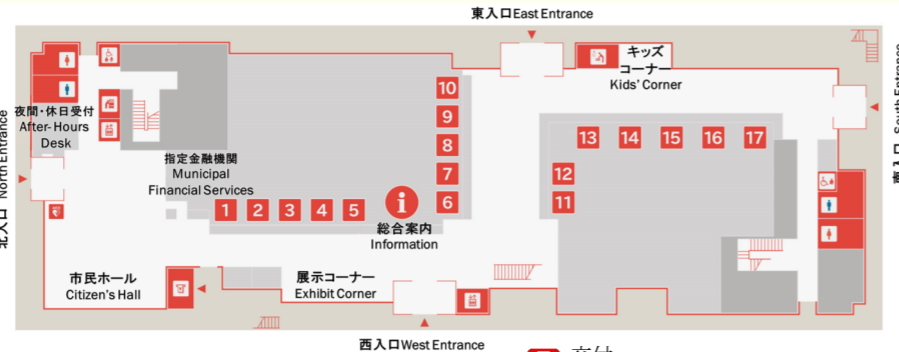 東入口East Entrance
キッズ
コーナー
Kids' Corner
夜間・休日受付
After-Hours
Desk
北入口 North Entrance
指定金融機関
Municipal
Financial Services
1 2 3 4 5
i
総合案内
Information
10
9
8
7
6
13 14 15 16 17
12
11
South Entrance
市民ホール
Citizen's Hall
展示コーナー
Exhibit Corner
西入口West Entrance